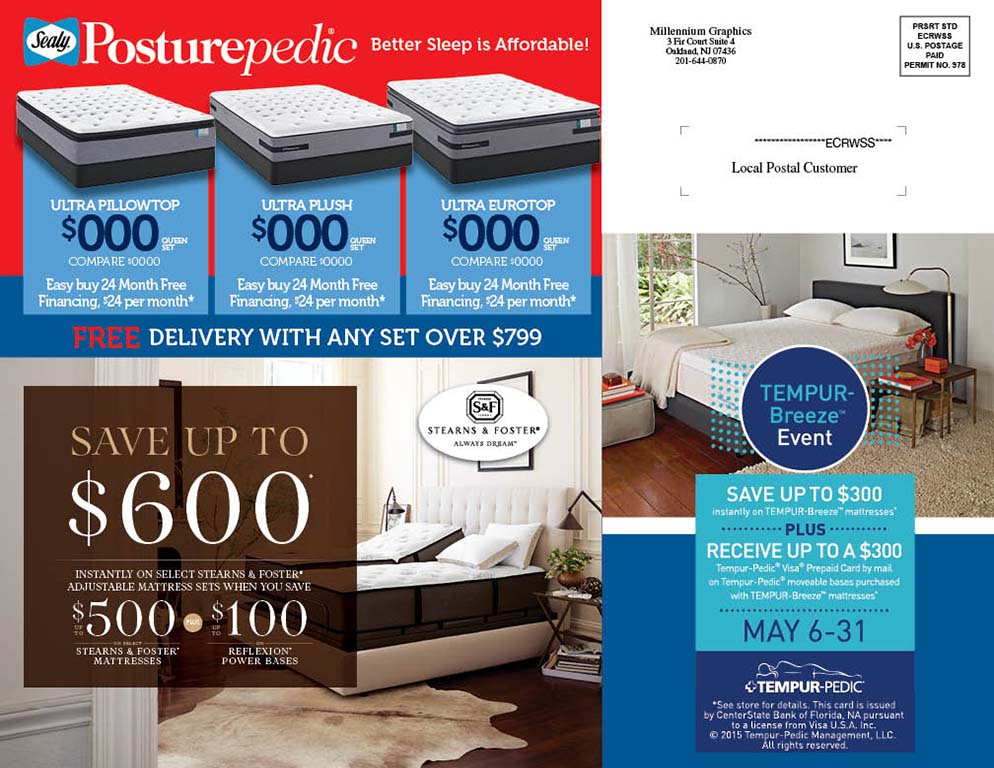 Sealy
Posturepedic®
Better Sleep is Affordable!
ULTRA PILLOWTOP
$000 QUEEN SET
COMPARE $0000
Easy buy 24 Month Free
Financing, $24 per month*
ULTRA PLUSH
$000 QUEEN SET
COMPARE $0000
Easy buy 24 Month Free
Financing, $24 per month*
ULTRA EUROTOP
$000 QUEEN SET
COMPARE $0000
Easy buy 24 Month Free
Financing, $24 per month*
FREE DELIVERY WITH ANY SET OVER $799
Millennium Graphics
3 Fir Court Suite 4
Oakland, NJ 07436
201-644-0870
PRSRT STD
ECRWSS
U.S. POSTAGE
PAID
PERMIT NO. 978
*****************ECRWSS****
Local Postal Customer
SAVE UP TO
$600*
INSTANTLY ON SELECT STEARNS & FOSTER®
ADJUSTABLE MATTRESS SETS WHEN YOU SAVE
UP TO $500
ON SELECT
STEARNS & FOSTER®
MATTRESSES
PLUS
UP TO $100
ON
REFLEXION®
POWER BASES
S&F
STEARNS & FOSTER®
ALWAYS DREAM™
TEMPUR-
Breeze™
Event
SAVE UP TO $300
instantly on TEMPUR-Breeze™ mattresses*
PLUS
RECEIVE UP TO A $300
Tempur-Pedic® Visa® Prepaid Card by mail
on Tempur-Pedic® moveable bases purchased
with TEMPUR-Breeze™ mattresses*
MAY 6-31
TEMPUR-PEDIC®
*See store for details. This card is issued
by CenterState Bank of Florida, NA pursuant
to a license from Visa U.S.A. Inc.
© 2015 Tempur-Pedic Management, LLC.
All rights reserved.